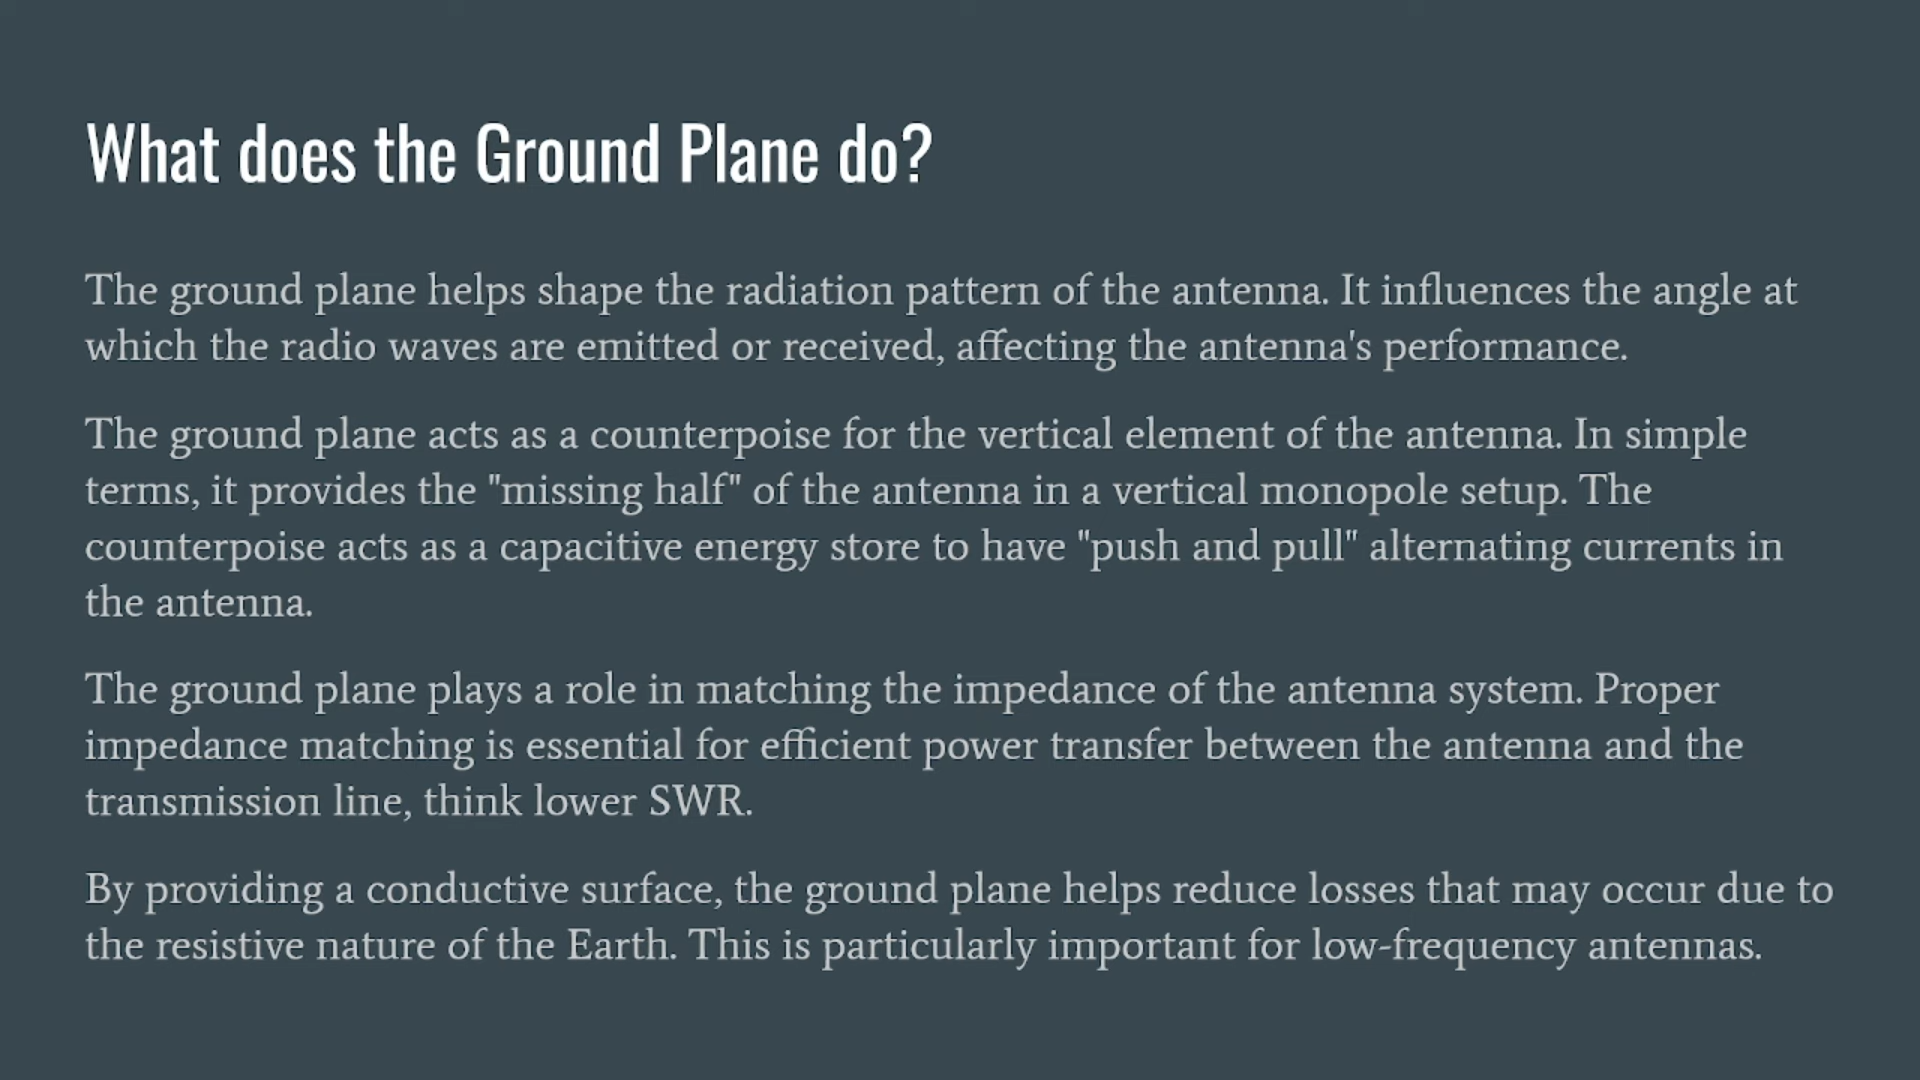 What does the Ground Plane do?
The ground plane helps shape the radiation pattern of the antenna. It influences the angle at
which the radio waves are emitted or received, affecting the antenna's performance.
The ground plane acts as a counterpoise for the vertical element of the antenna. In simple
terms, it provides the "missing half" of the antenna in a vertical monopole setup. The
counterpoise acts as a capacitive energy store to have "push and pull" alternating currents in
the antenna.
The ground plane plays a role in matching the impedance of the antenna system. Proper
impedance matching is essential for efficient power transfer between the antenna and the
transmission line, think lower SWR.
By providing a conductive surface, the ground plane helps reduce losses that may occur due to
the resistive nature of the Earth. This is particularly important for low-frequency antennas.